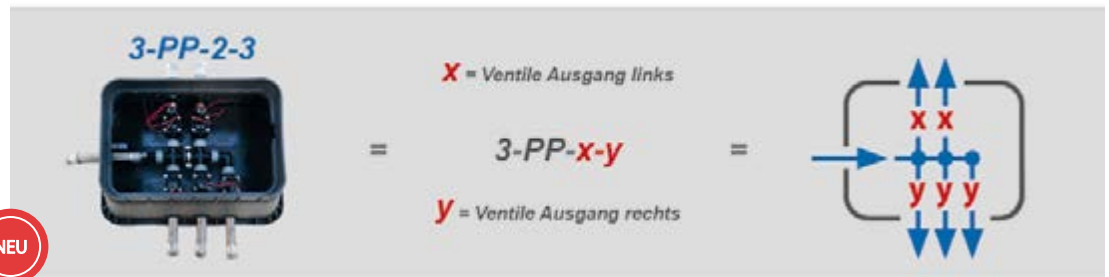 3-PP-2-3
x = Ventile Ausgang links
= 3-PP-x-y =
y = Ventile Ausgang rechts
x x
y y y
NEU